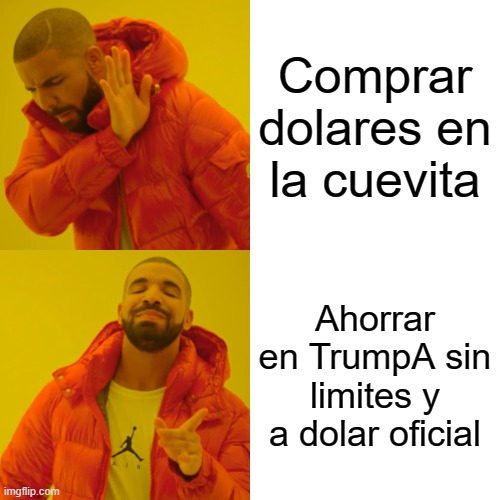 Comprar
dolares en
la cuevita
Ahorrar
en TrumpA sin
limites y
a dolar oficial
imgflip.com